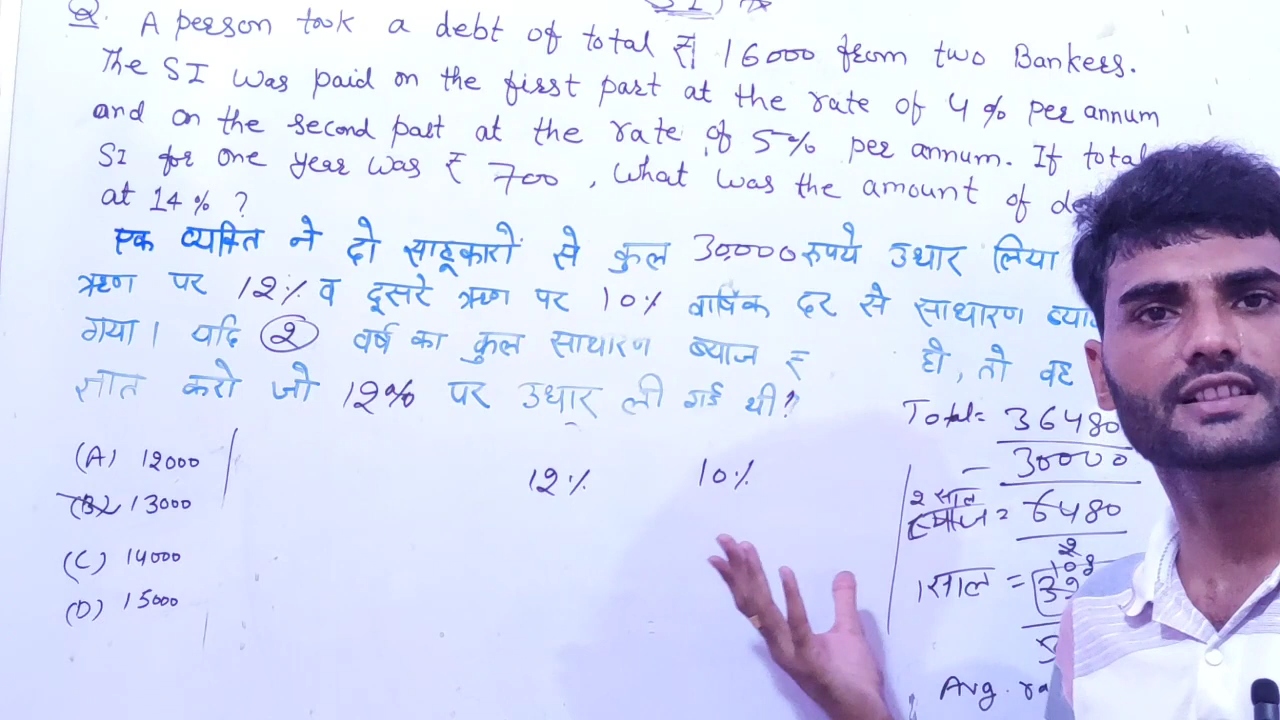 Q. A person took a debt of total ₹ 16000 from two Bankers.
The SI was paid on the first part at the rate of 4 % per annum
and on the second part at the rate of 5% per annum. If total
SI for one year was ₹ 700, What was the amount of
at 14 % ?
एक व्यक्ति ने दो साहूकारों से कुल 30,000 रुपये उधार लिया
ऋण पर 12% व दूसरे ऋण पर 10% वार्षिक दर से साधारण
गया। यदि 2 वर्ष का कुल साधारण ब्याज ₹ हो, तो वह
ज्ञात करो जो 12% पर उधार ली गई थी?
Total = 36480
(A) 12000
12% 10%
- 30000
(B) 13000
2 साल
ब्याज = 6480
(C) 14000
1साल =
(D) 15000
Avg.